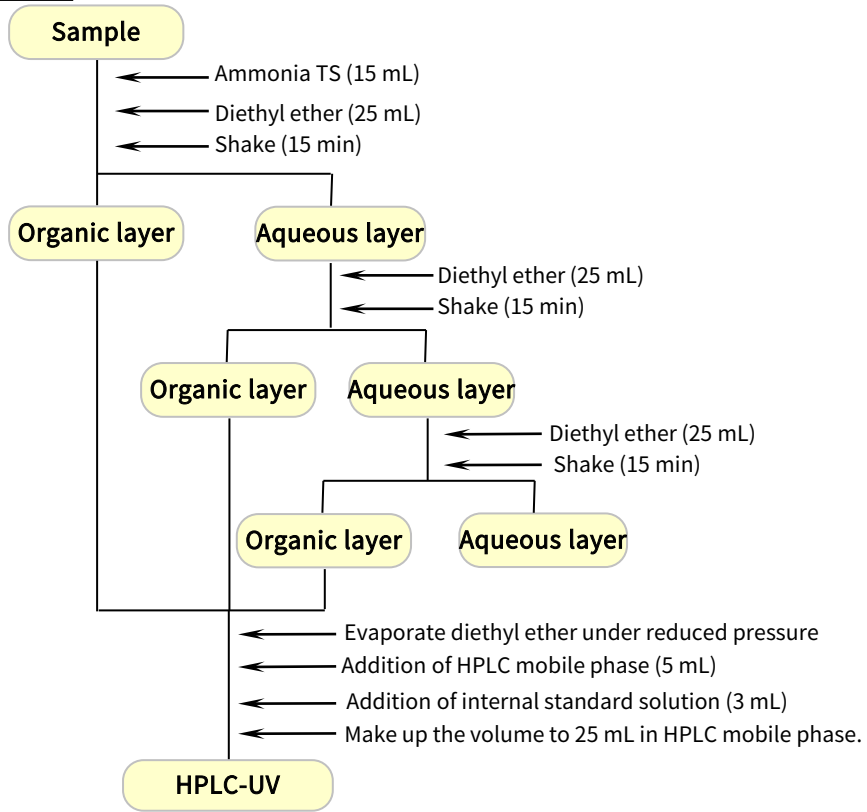 Sample
Ammonia TS (15 mL)
Diethyl ether (25 mL)
Shake (15 min)
Organic layer
Aqueous layer
Diethyl ether (25 mL)
Shake (15 min)
Organic layer
Aqueous layer
Diethyl ether (25 mL)
Shake (15 min)
Organic layer
Aqueous layer
Evaporate diethyl ether under reduced pressure
Addition of HPLC mobile phase (5 mL)
Addition of internal standard solution (3 mL)
Make up the volume to 25 mL in HPLC mobile phase.
HPLC-UV